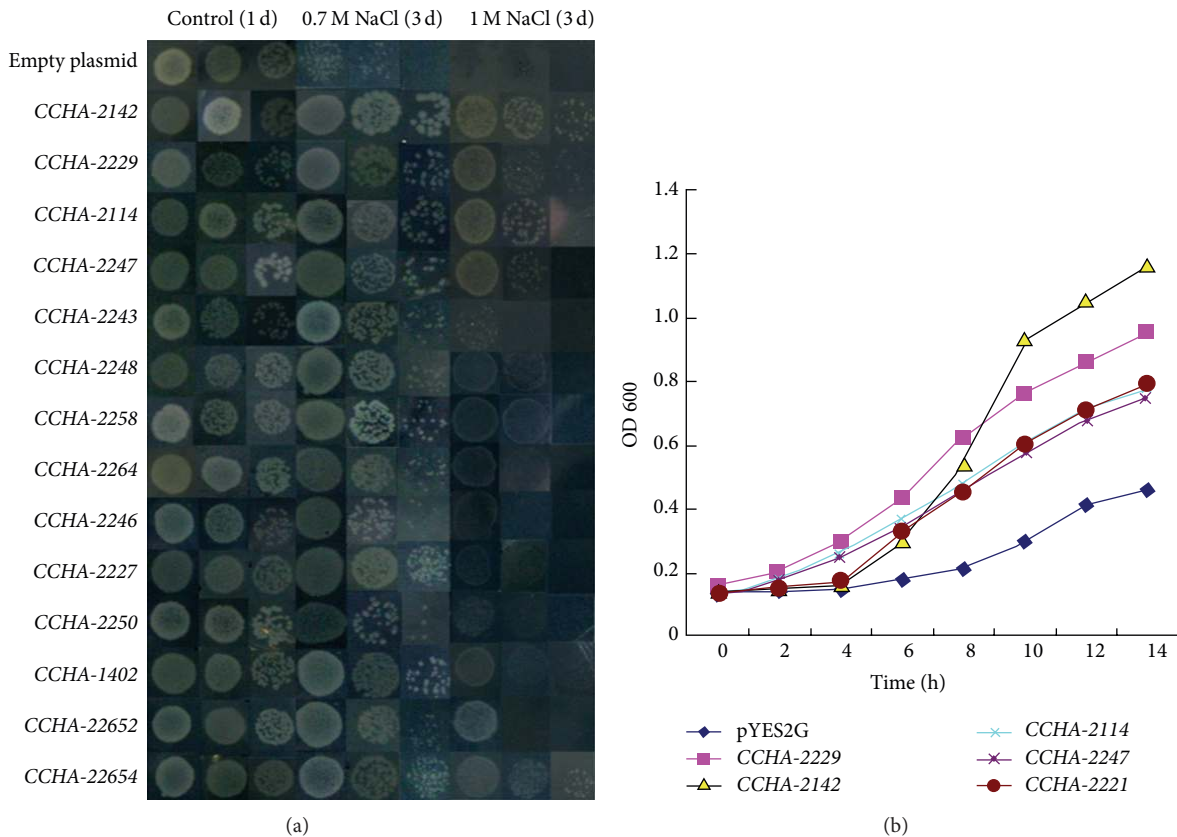 Control (1 d) 0.7 M NaCl (3 d) 1 M NaCl (3 d)
Empty plasmid
CCHA-2142
CCHA-2229
CCHA-2114
CCHA-2247
CCHA-2243
CCHA-2248
CCHA-2258
CCHA-2264
CCHA-2246
CCHA-2227
CCHA-2250
CCHA-1402
CCHA-22652
CCHA-22654
(a)
1.4
1.2
1.0
0.8
0.6
0.4
0.2
0
OD 600
0 2 4 6 8 10 12 14
Time (h)
pYES2G CCHA-2114
CCHA-2229 CCHA-2247
CCHA-2142 CCHA-2221
(b)